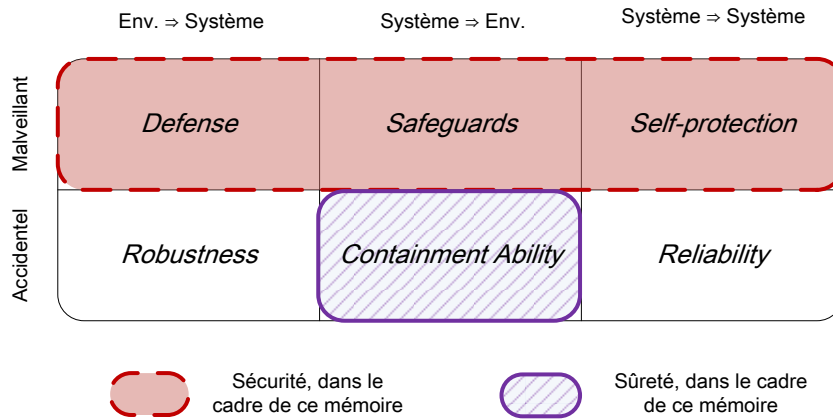 Env. ⇒ Système
Système ⇒ Env.
Système ⇒ Système
Malveillant
Defense
Safeguards
Self-protection
Accidentel
Robustness
Containment Ability
Reliability
Sécurité, dans le
cadre de ce mémoire
Sûreté, dans le cadre
de ce mémoire